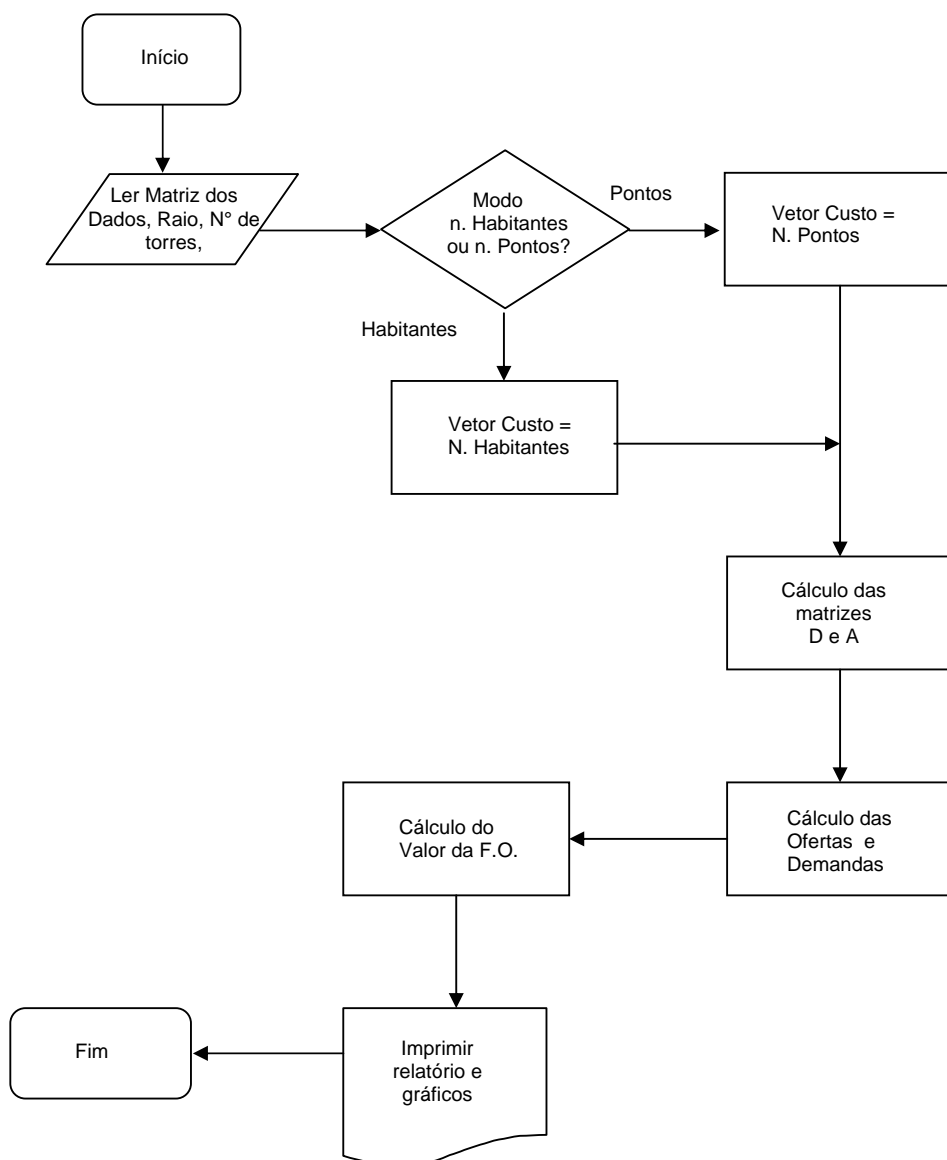 Início
Ler Matriz dos
Dados, Raio, N° de
torres,
Modo
n. Habitantes
ou n. Pontos?
Pontos
Vetor Custo =
N. Pontos
Habitantes
Vetor Custo =
N. Habitantes
Cálculo das
matrizes
D e A
Cálculo das
Ofertas e
Demandas
Cálculo do
Valor da F.O.
Imprimir
relatório e
gráficos
Fim